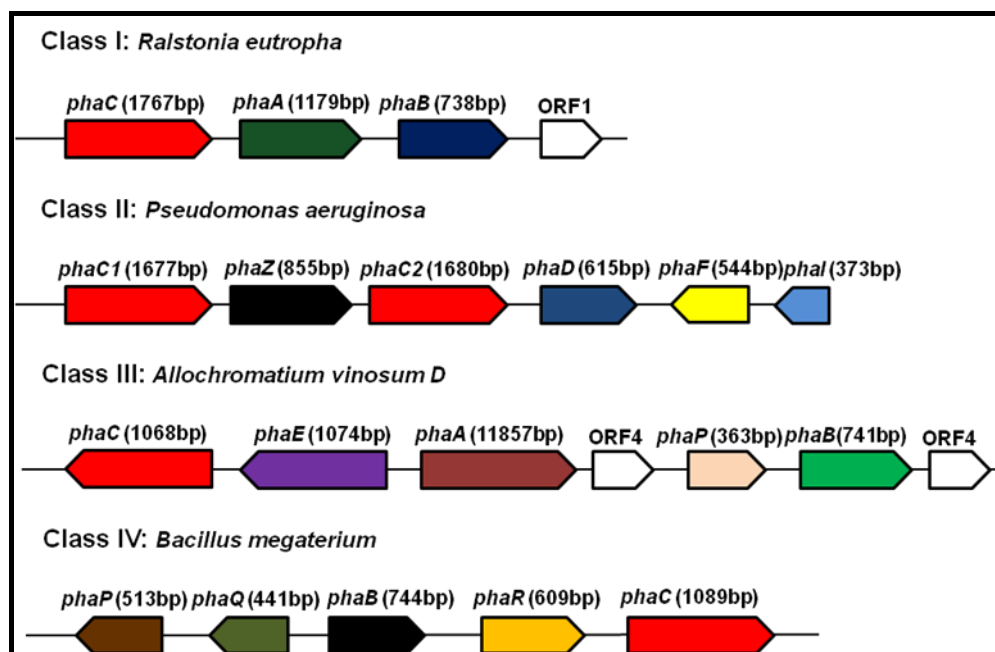 Class I: Ralstonia eutropha
phaC (1767bp) phaA (1179bp) phaB (738bp) ORF1
Class II: Pseudomonas aeruginosa
phaC1 (1677bp) phaZ (855bp) phaC2 (1680bp) phaD (615bp) phaF (544bp) phaI (373bp)
Class III: Allochromatium vinosum D
phaC (1068bp) phaE (1074bp) phaA (11857bp) ORF4 phaP (363bp) phaB(741bp) ORF4
Class IV: Bacillus megaterium
phaP (513bp) phaQ (441bp) phaB (744bp) phaR (609bp) phaC (1089bp)